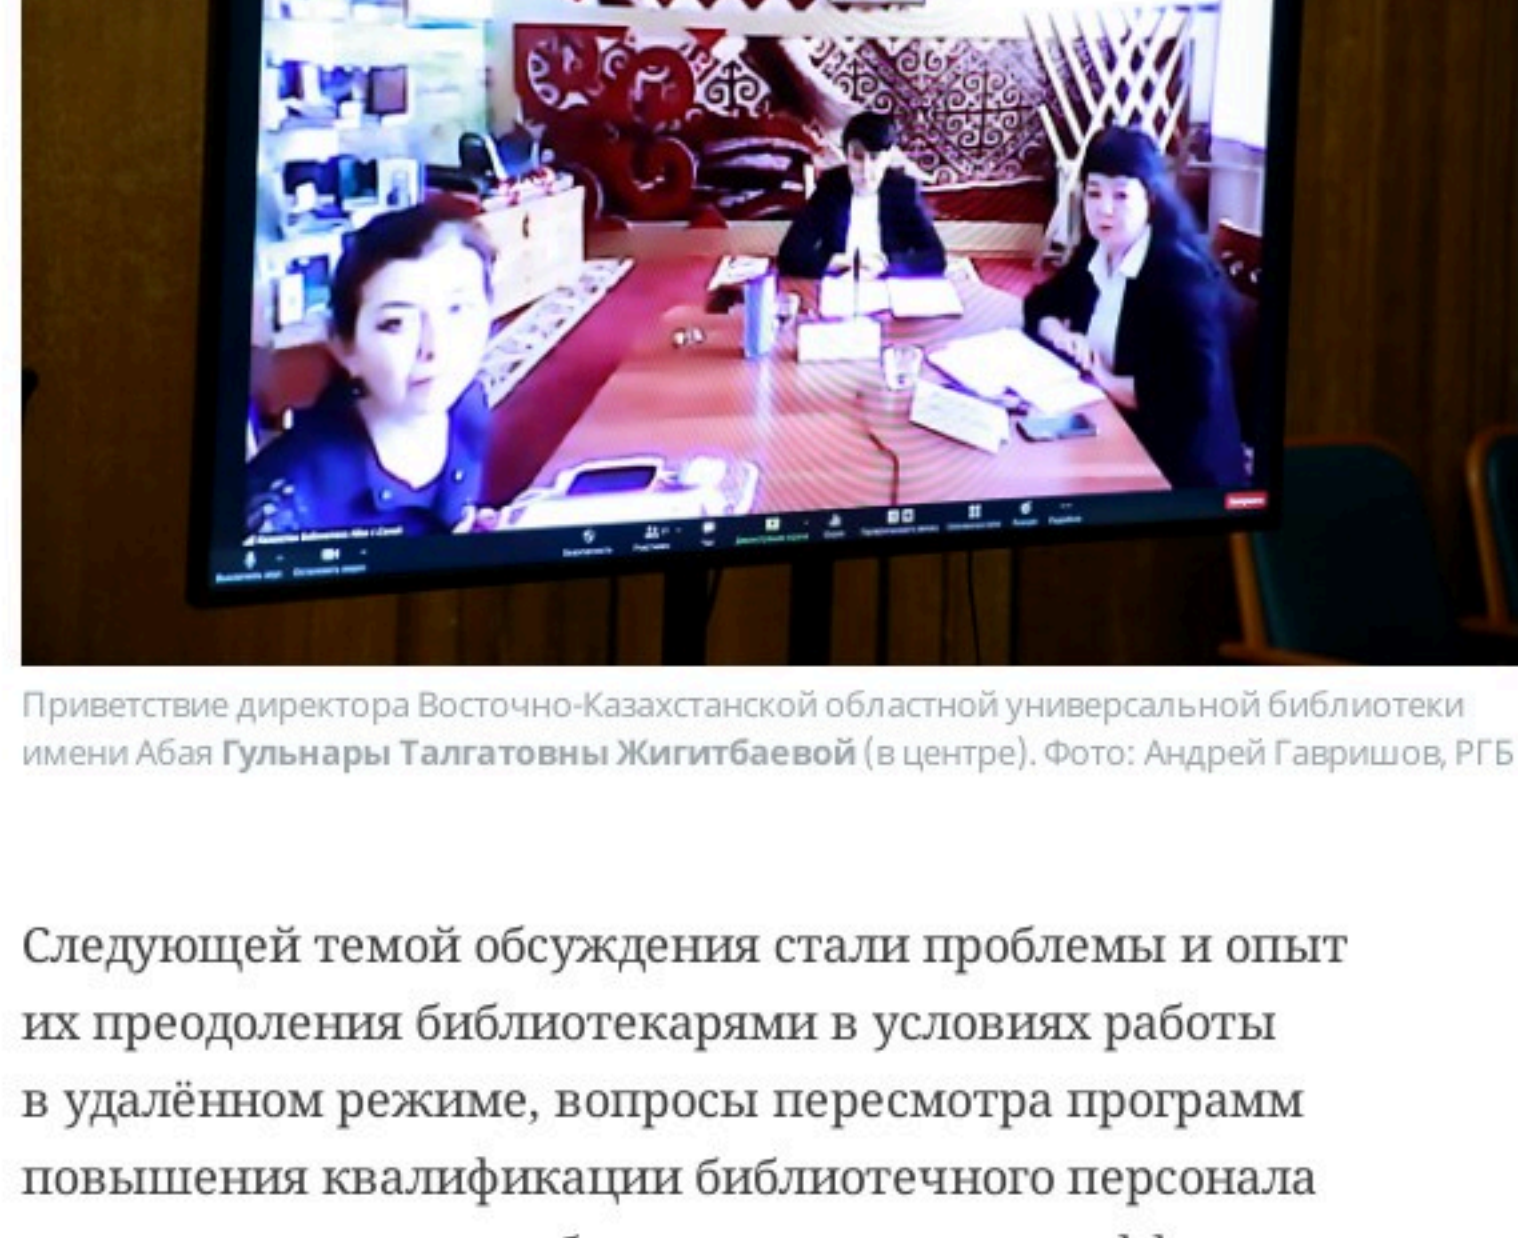 Приветствие директора Восточно-Казахстанской областной универсальной библиотеки
имени Абая Гульнары Талгатовны Жигитбаевой (в центре). Фото: Андрей Гавришов, РГБ
Следующей темой обсуждения стали проблемы и опыт
их преодоления библиотекарями в условиях работы
в удалённом режиме, вопросы пересмотра программ
повышения квалификации библиотечного персонала